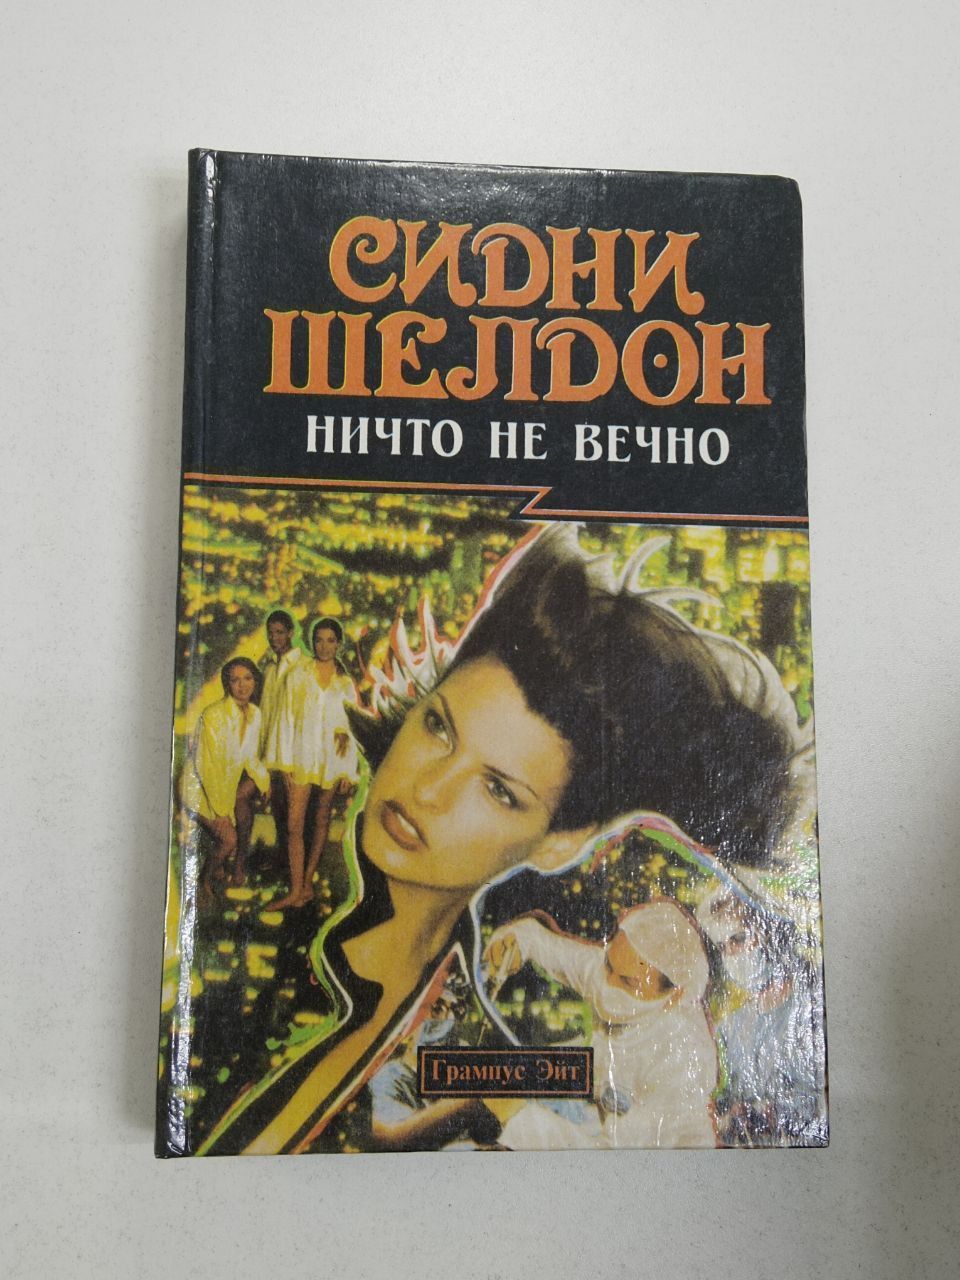 СИДНИ
ШЕЛДОН
НИЧТО НЕ ВЕЧНО
Грампус Эйт